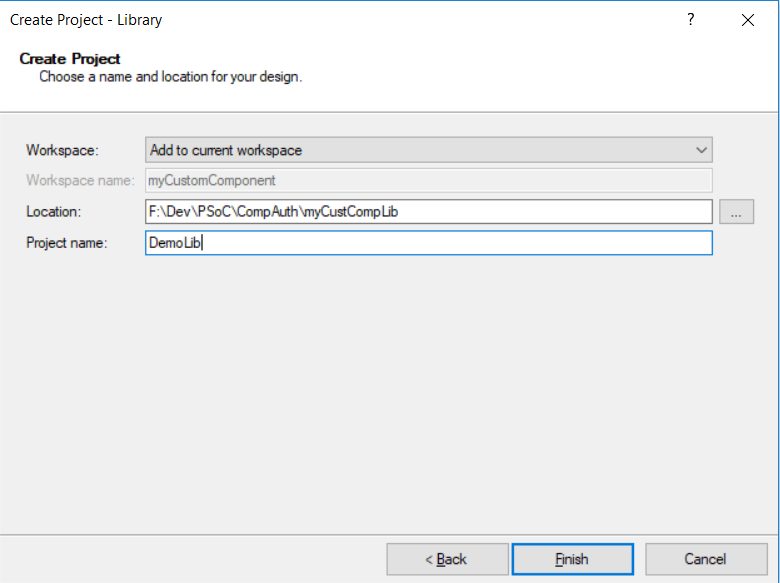 Create Project - Library ?
Create Project
Choose a name and location for your design.
Workspace: Add to current workspace
Workspace name: myCustomComponent
Location: F:\Dev\PSoC\CompAuth\myCustCompLib ...
Project name: DemoLib
< Back Finish Cancel